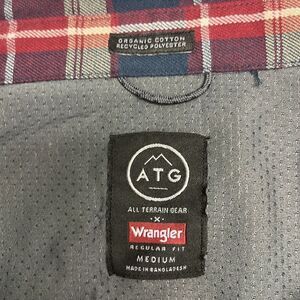 ORGANIC COTTON
RECYCLED POLYESTER
ATG
ALL TERRAIN GEAR
X
Wrangler
REGULAR FIT
MEDIUM
MADE IN BANGLADESH